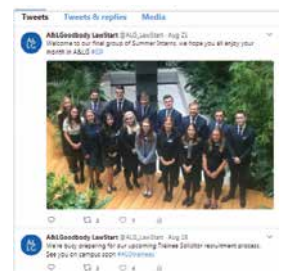 Tweets Tweets & replies Media
A&LGoodbody LawStart @ALG_LawStart · Aug 21
Welcome to our final group of Summer Interns, we hope you all enjoy your
month in A&LG
2 1
A&LGoodbody LawStart @ALG_LawStart · Aug 
We're busy preparing for our upcoming Trainee Solicitor recruitment process.
See you on campus soon